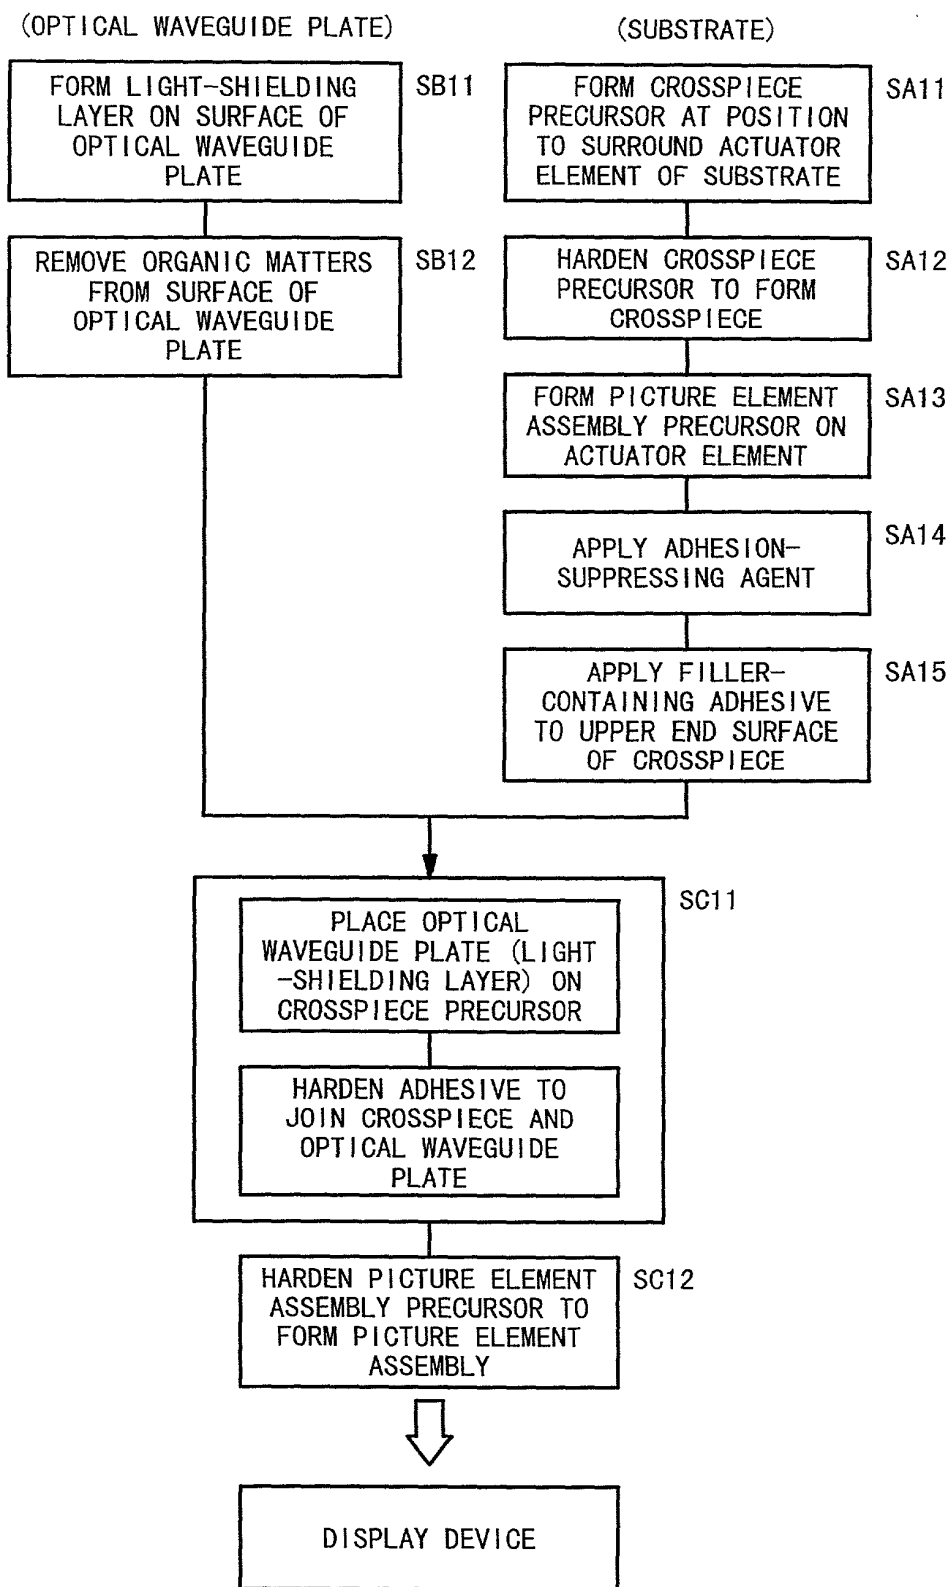 (OPTICAL WAVEGUIDE PLATE)
FORM LIGHT-SHIELDING
LAYER ON SURFACE OF
OPTICAL WAVEGUIDE
PLATE
SB11
REMOVE ORGANIC MATTERS
FROM SURFACE OF
OPTICAL WAVEGUIDE
PLATE
SB12
(SUBSTRATE)
FORM CROSSPIECE
PRECURSOR AT POSITION
TO SURROUND ACTUATOR
ELEMENT OF SUBSTRATE
SA11
HARDEN CROSSPIECE
PRECURSOR TO FORM
CROSSPIECE
SA12
FORM PICTURE ELEMENT
ASSEMBLY PRECURSOR ON
ACTUATOR ELEMENT
SA13
APPLY ADHESION-
SUPPRESSING AGENT
SA14
APPLY FILLER-
CONTAINING ADHESIVE
TO UPPER END SURFACE
OF CROSSPIECE
SA15
SC11
PLACE OPTICAL
WAVEGUIDE PLATE (LIGHT
-SHIELDING LAYER) ON
CROSSPIECE PRECURSOR
HARDEN ADHESIVE TO
JOIN CROSSPIECE AND
OPTICAL WAVEGUIDE
PLATE
HARDEN PICTURE ELEMENT
ASSEMBLY PRECURSOR TO
FORM PICTURE ELEMENT
ASSEMBLY
SC12
DISPLAY DEVICE